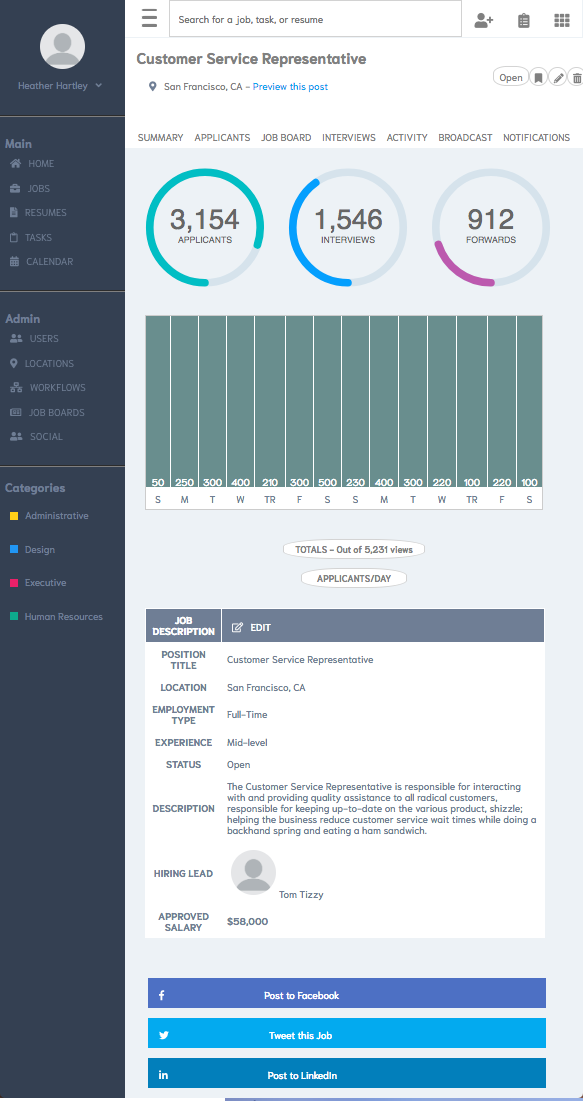 Heather Hartley
Main
HOME
JOBS
RESUMES
TASKS
CALENDAR
Admin
USERS
LOCATIONS
WORKFLOWS
JOB BOARDS
SOCIAL
Categories
Administrative
Design
Executive
Human Resources
Search for a job, task, or resume
Customer Service Representative
San Francisco, CA - Preview this post
Open
SUMMARY APPLICANTS JOB BOARD INTERVIEWS ACTIVITY BROADCAST NOTIFICATIONS
3,154 1,546 912
APPLICANTS INTERVIEWS FORWARDS
50 250 300 400 210 300 500 230 400 300 220 100 220 100
S M T W TR F S S M T W TR F S
TOTALS - Out of 5,231 views
APPLICANTS/DAY
JOB
DESCRIPTION EDIT
POSITION
TITLE Customer Service Representative
LOCATION San Francisco, CA
EMPLOYMENT
TYPE Full-Time
EXPERIENCE Mid-level
STATUS Open
DESCRIPTION
The Customer Service Representative is responsible for interacting
with and providing quality assistance to all radical customers,
responsible for keeping up-to-date on the various product, shizzle;
helping the business reduce customer service wait times while doing a
backhand spring and eating a ham sandwich.
HIRING LEAD Tom Tizzy
APPROVED
SALARY $58,000
f Post to Facebook
Tweet this Job
in Post to LinkedIn